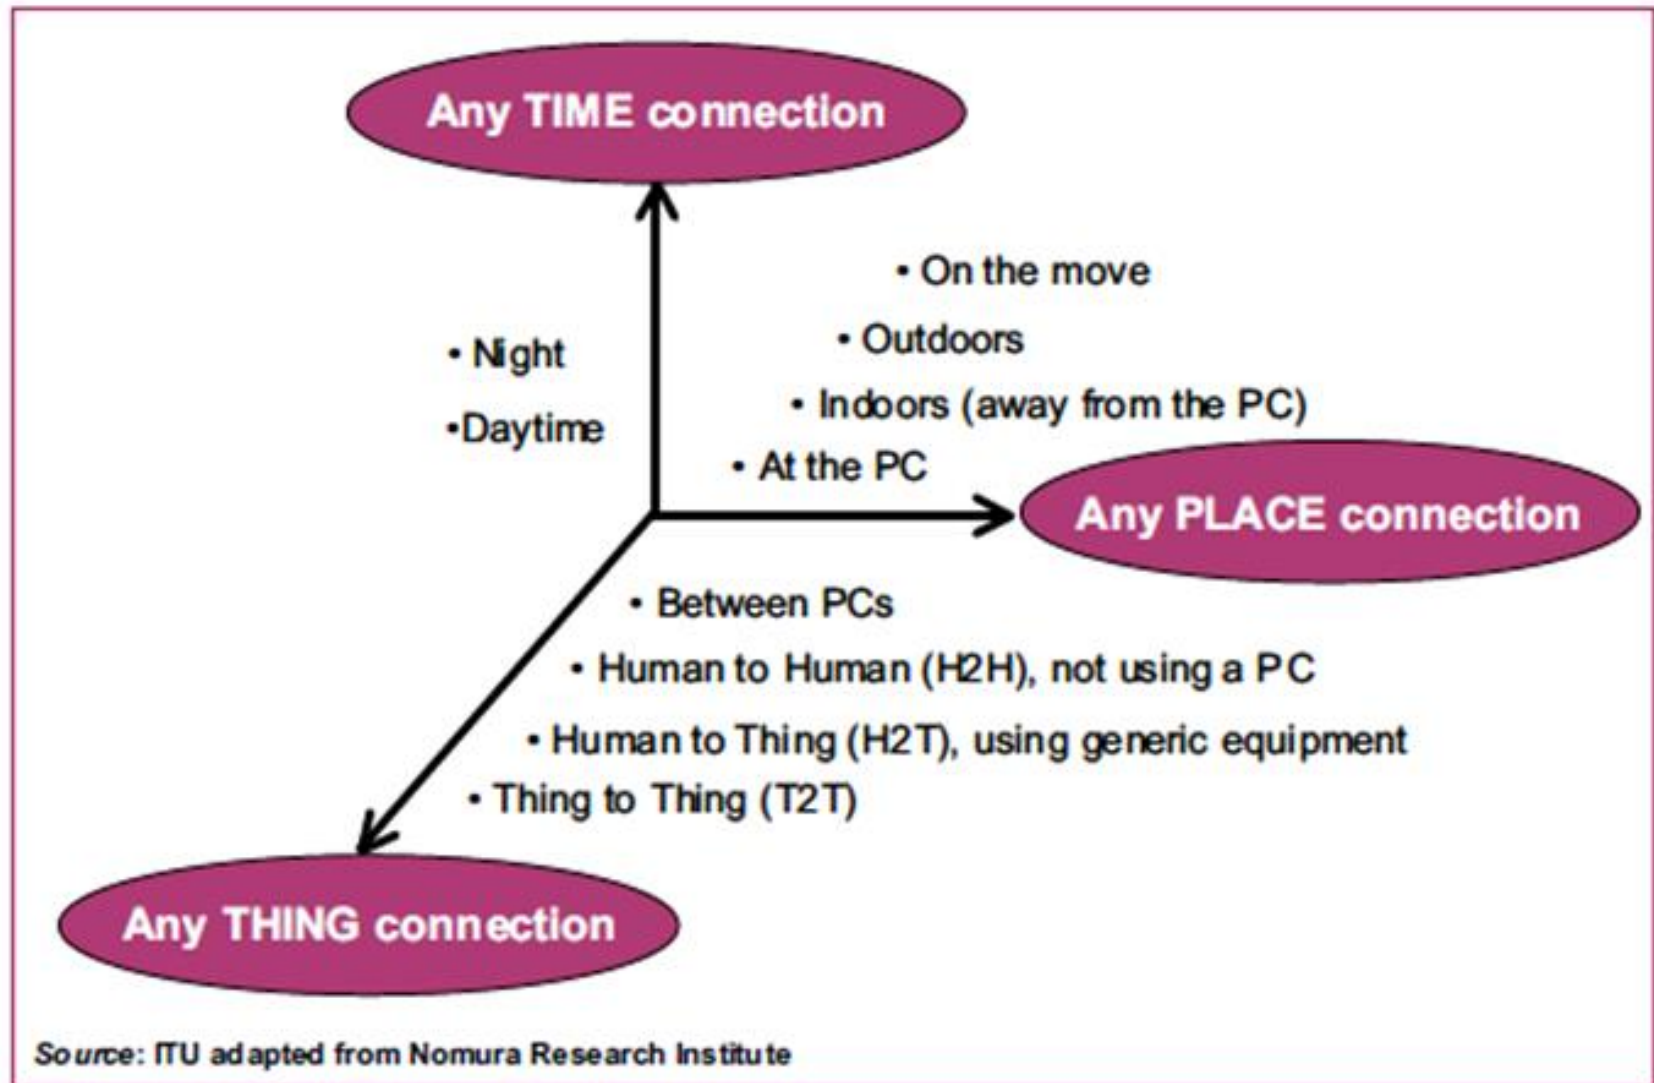 Any TIME connection
• On the move
• Outdoors
• Night
• Indoors (away from the PC)
•Daytime
• At the PC
Any PLACE connection
• Between PCs
• Human to Human (H2H), not using a PC
• Human to Thing (H2T), using generic equipment
• Thing to Thing (T2T)
Any THING connection
Source: ITU adapted from Nomura Research Institute